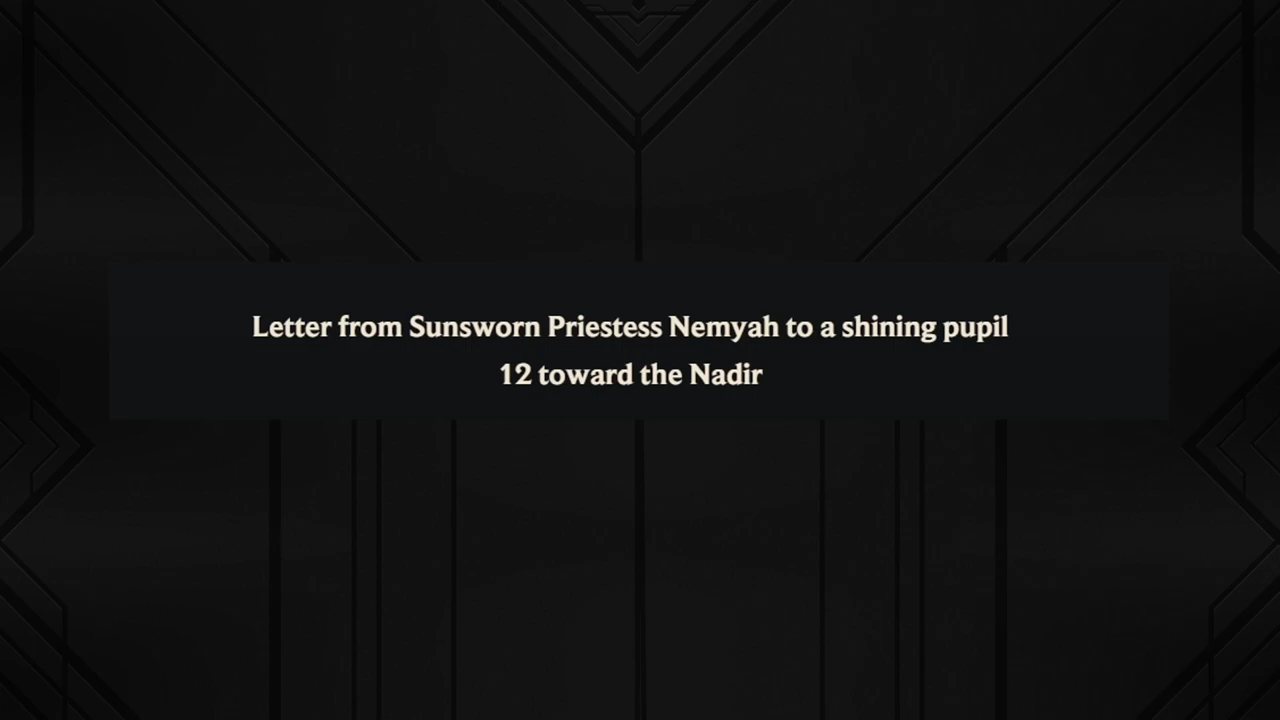 Letter from Sunsworn Priestess Nemyah to a shining pupil
12 toward the Nadir